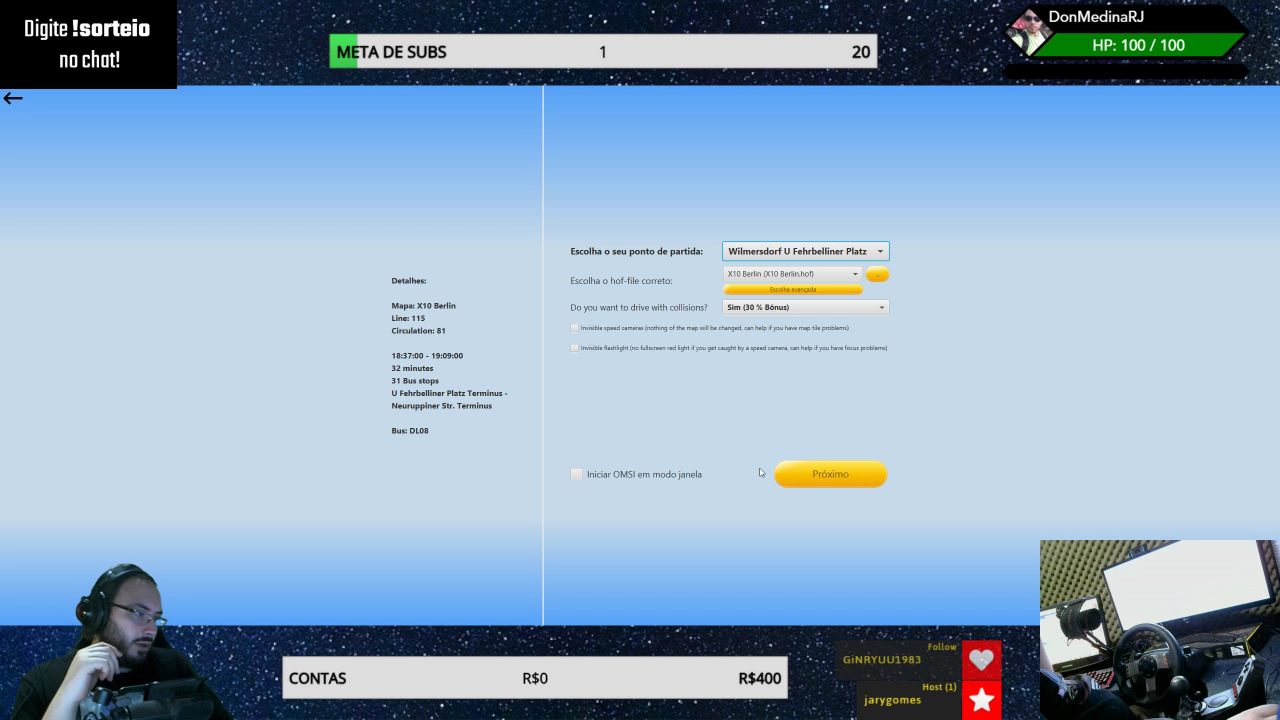 Digite !sorteio
no chat!
META DE SUBS 1 20
DonMedinaRJ
HP: 100 / 100
Detalhes:
Mapa: X10 Berlin
Line: 115
Circulation: 81
18:37:00 - 19:09:00
32 minutes
31 Bus stops
U Fehrbelliner Platz Terminus -
Neuruppiner Str. Terminus
Bus: DL08
Escolha o seu ponto de partida: Wilmersdorf U Fehrbelliner Platz
Escolha o hof-file correto: X10 Berlin (X10 Berlin.hof) ...
Escolha avançada
Do you want to drive with collisions? Sim (30 % Bônus)
Invisible speed cameras (nothing of the map will be changed, can help if you have map tile problems)
Invisible flashlight (no fullscreen red light if you get caught by a speed camera, can help if you have focus problems)
Iniciar OMSI em modo janela Próximo
CONTAS R$0 R$400
Follow
GiNRYUU1983
Host (1)
jarygomes